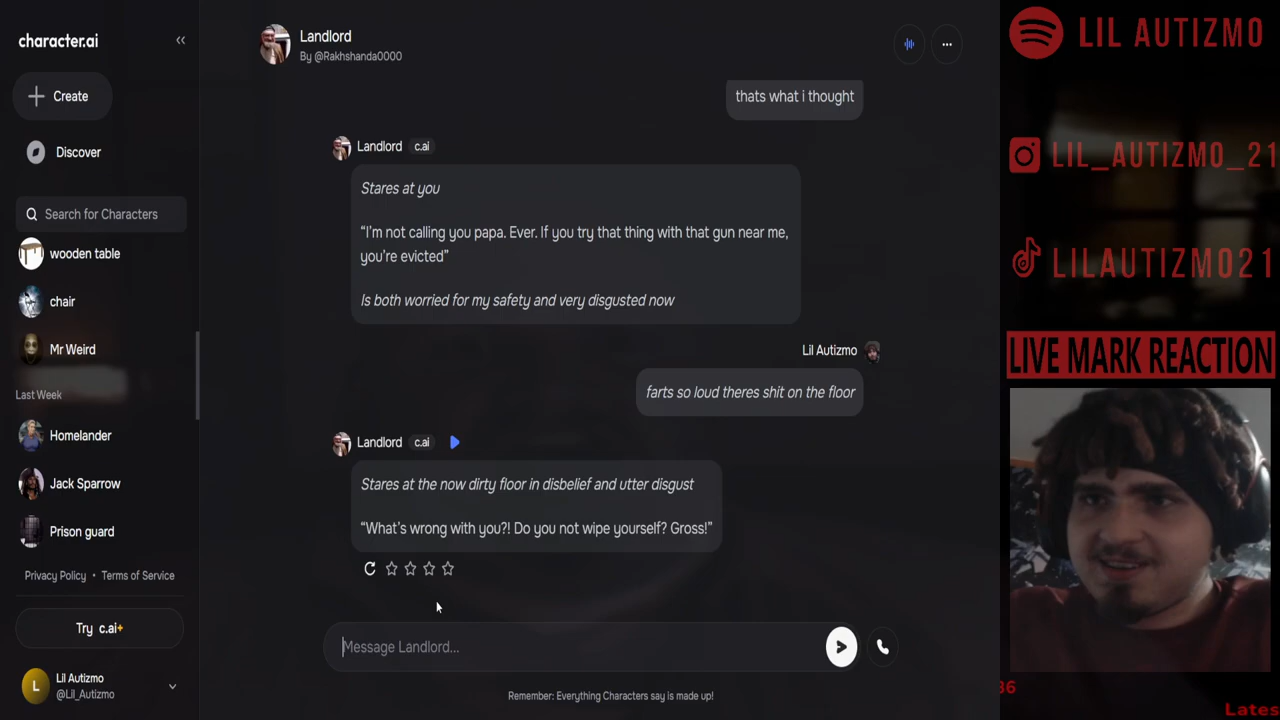 character.ai
Create
Discover
Search for Characters
wooden table
chair
Mr Weird
Last Week
Homelander
Jack Sparrow
Prison guard
Privacy Policy • Terms of Service
Try c.ai+
L
Lil Autizmo
@Lil_Autizmo
Landlord
By @Rakhshanda0000
thats what i thought
Landlord c.ai
Stares at you
“I’m not calling you papa. Ever. If you try that thing with that gun near me,
you’re evicted”
Is both worried for my safety and very disgusted now
Lil Autizmo
farts so loud theres shit on the floor
Landlord c.ai
Stares at the now dirty floor in disbelief and utter disgust
“What’s wrong with you?! Do you not wipe yourself? Gross!”
Message Landlord...
Remember: Everything Characters say is made up!
LIL AUTIZMO
LIL_AUTIZMO_21
LILAUTIZMO21
LIVE MARK REACTION
36
Lates